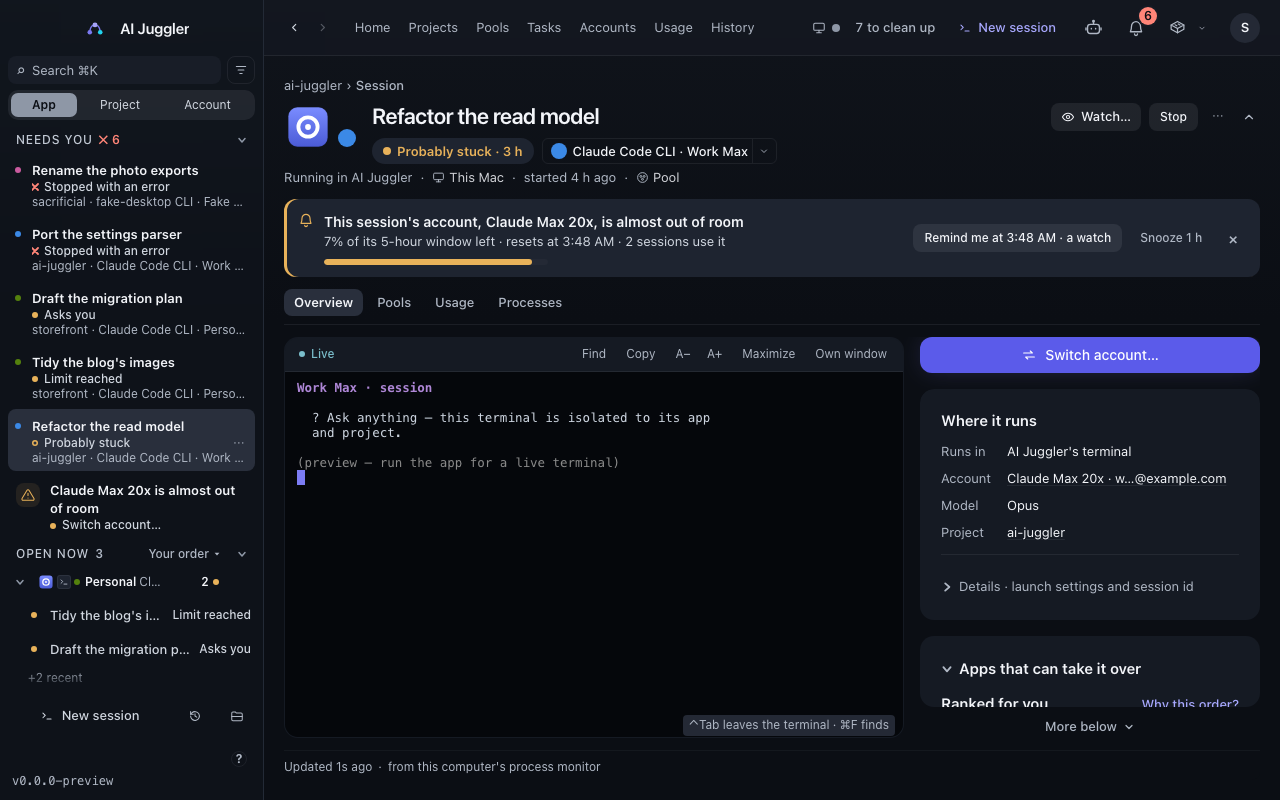 AI Juggler
Search ⌘K
App
Project
Account
NEEDS YOU 6
Rename the photo exports
Stopped with an error
sacrificial · fake-desktop CLI · Fake ...
Port the settings parser
Stopped with an error
ai-juggler · Claude Code CLI · Work ...
Draft the migration plan
Asks you
storefront · Claude Code CLI · Perso...
Tidy the blog's images
Limit reached
storefront · Claude Code CLI · Perso...
Refactor the read model
Probably stuck
ai-juggler · Claude Code CLI · Work ...
Claude Max 20x is almost out
of room
Switch account...
OPEN NOW 3
Your order
Personal Cl...
2
Tidy the blog's i...
Limit reached
Draft the migration p...
Asks you
+2 recent
New session
?
v0.0.0-preview
Home
Projects
Pools
Tasks
Accounts
Usage
History
7 to clean up
New session
6
S
ai-juggler › Session
Refactor the read model
Probably stuck · 3 h
Claude Code CLI · Work Max
Watch...
Stop
Running in AI Juggler · This Mac · started 4 h ago · Pool
This session's account, Claude Max 20x, is almost out of room
7% of its 5-hour window left · resets at 3:48 AM · 2 sessions use it
Remind me at 3:48 AM · a watch
Snooze 1 h
Overview
Pools
Usage
Processes
Live
Find
Copy
A−
A+
Maximize
Own window
Work Max · session
? Ask anything — this terminal is isolated to its app
and project.
(preview — run the app for a live terminal)
^Tab leaves the terminal · ⌘F finds
Switch account...
Where it runs
Runs in AI Juggler's terminal
Account Claude Max 20x · w...@example.com
Model Opus
Project ai-juggler
Details · launch settings and session id
Apps that can take it over
Ranked for you
Why this order?
More below
Updated 1s ago · from this computer's process monitor